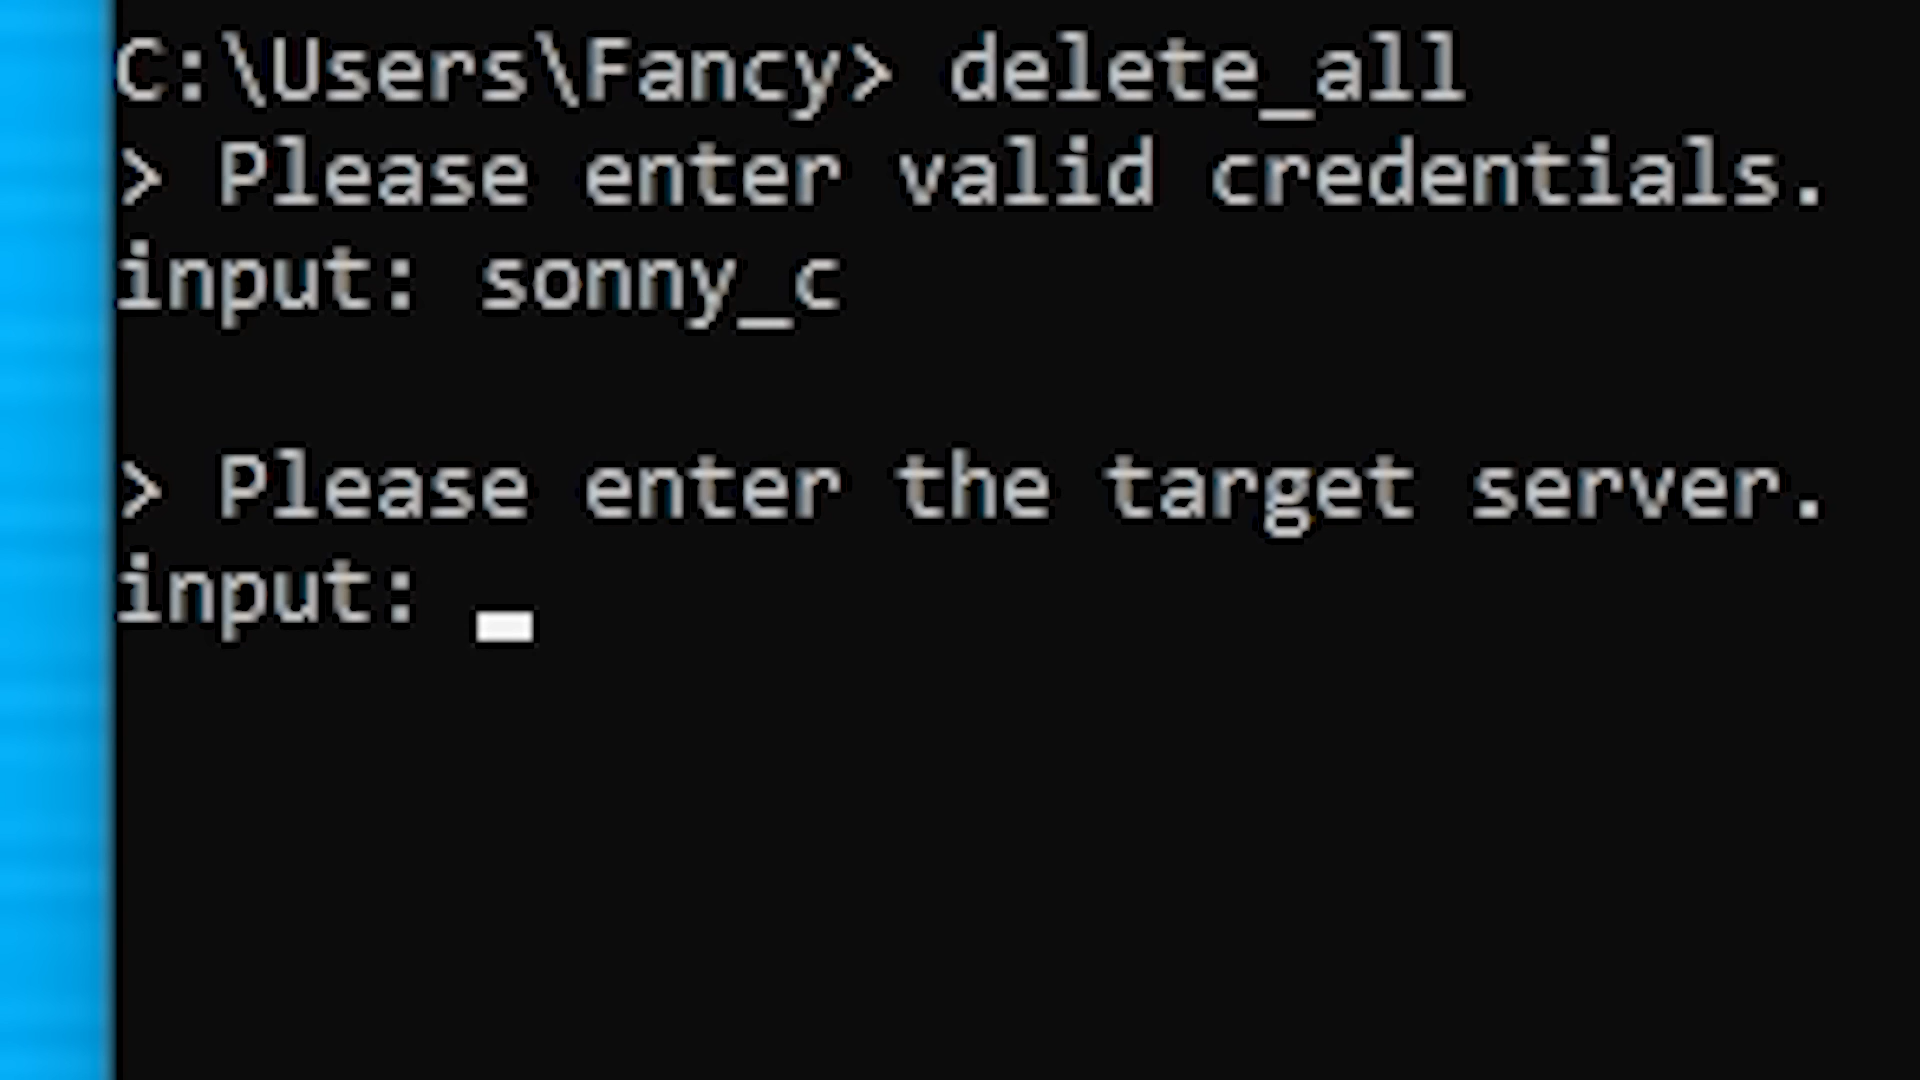 C:\Users\Fancy> delete_all
> Please enter valid credentials.
input: sonny_c
> Please enter the target server.
input: